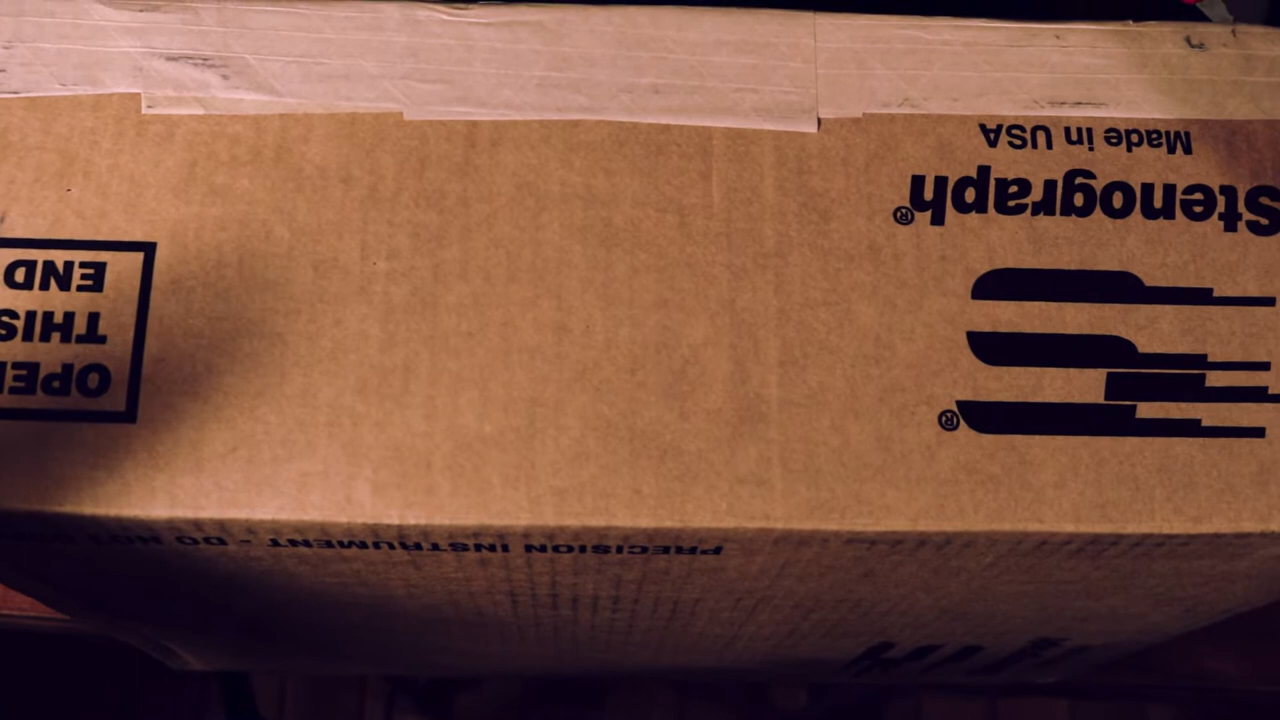 OPEN
THIS
END
®
Stenograph®
Made in USA
PRECISION INSTRUMENT - DO NOT